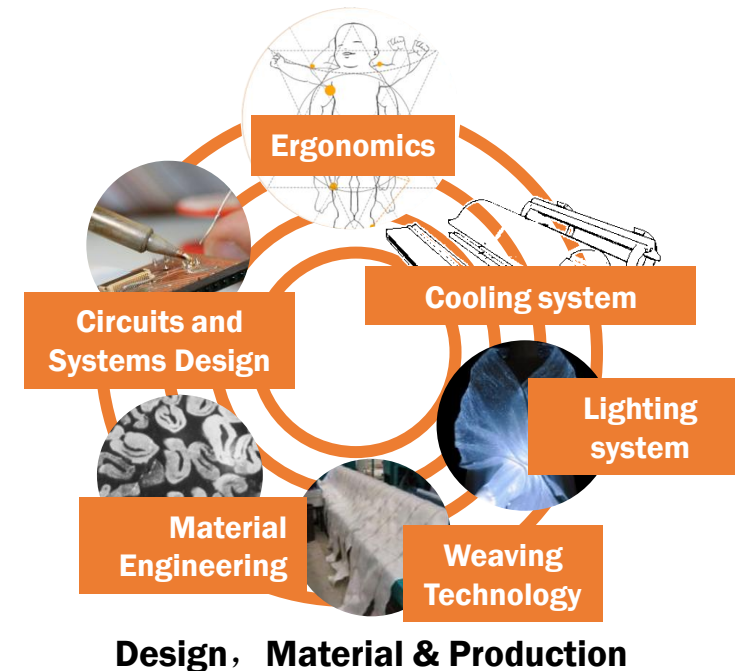 Ergonomics
Cooling system
Circuits and
Systems Design
Lighting
system
Material
Engineering
Weaving
Technology
Design， Material & Production